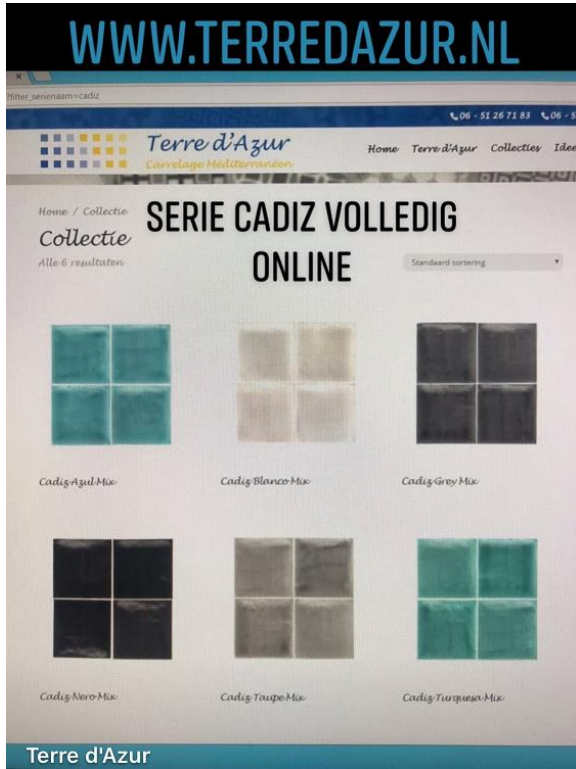 WWW.TERREDAZUR.NL
?filter_serienaam=cadiz
06 - 51 26 71 83
Terre d'Azur
Carrelage Méditerranéen
Home Terre d'Azur Collecties
Home / Collectie
SERIE CADIZ VOLLEDIG
ONLINE
Collectie
Alle 6 resultaten
Standaard sortering
Cadiz Azul Mix
Cadiz Blanco Mix
Cadiz Grey Mix
Cadiz Nero Mix
Cadiz Taupe Mix
Cadiz Turquesa Mix
Terre d'Azur